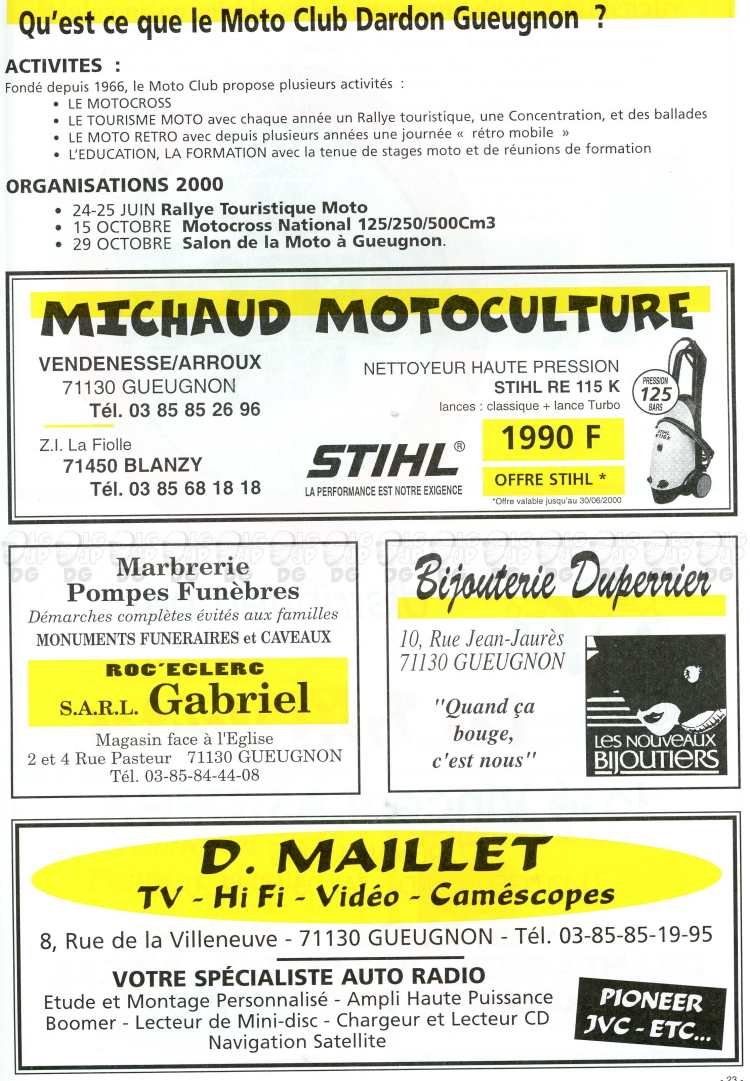 Qu'est ce que le Moto Club Dardon Gueugnon ?
ACTIVITES :
Fondé depuis 1966, le Moto Club propose plusieurs activités :
• LE MOTOCROSS
• LE TOURISME MOTO avec chaque année un Rallye touristique, une Concentration, et des ballades
• LE MOTO RETRO avec depuis plusieurs années une journée « rétro mobile »
• L'EDUCATION, LA FORMATION avec la tenue de stages moto et de réunions de formation
ORGANISATIONS 2000
• 24-25 JUIN Rallye Touristique Moto
• 15 OCTOBRE Motocross National 125/250/500Cm3
• 29 OCTOBRE Salon de la Moto à Gueugnon.
MICHAUD MOTOCULTURE
VENDENESSE/ARROUX
71130 GUEUGNON
Tél. 03 85 85 26 96
Z.I. La Fiolle
71450 BLANZY
Tél. 03 85 68 18 18
NETTOYEUR HAUTE PRESSION
STIHL RE 115 K
lances : classique + lance Turbo
PRESSION
125
BARS
STIHL®
LA PERFORMANCE EST NOTRE EXIGENCE
1990 F
OFFRE STIHL *
*Offre valable jusqu'au 30/06/2000
Marbrerie
Pompes Funèbres
Démarches complètes évités aux familles
MONUMENTS FUNERAIRES et CAVEAUX
ROC'ECLERC
S.A.R.L. Gabriel
Magasin face à l'Eglise
2 et 4 Rue Pasteur 71130 GUEUGNON
Tél. 03-85-84-44-08
Bijouterie Duperrier
10, Rue Jean-Jaurès
71130 GUEUGNON
"Quand ça
bouge,
c'est nous"
LES NOUVEAUX
BIJOUTIERS
D. MAILLET
TV - Hi Fi - Vidéo - Caméscopes
8, Rue de la Villeneuve - 71130 GUEUGNON - Tél. 03-85-85-19-95
VOTRE SPÉCIALISTE AUTO RADIO
Etude et Montage Personnalisé - Ampli Haute Puissance
Boomer - Lecteur de Mini-disc - Chargeur et Lecteur CD
Navigation Satellite
PIONEER
JVC - ETC...
- 23 -